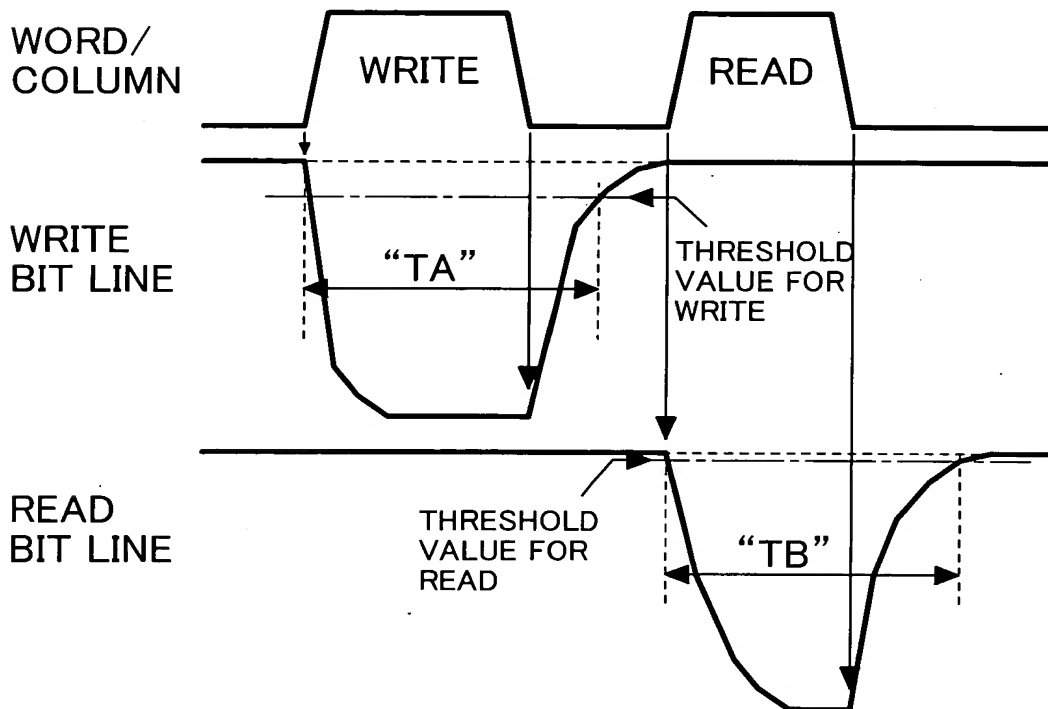 WORD/
COLUMN
WRITE
READ
WRITE
BIT LINE
“TA”
THRESHOLD
VALUE FOR
WRITE
READ
BIT LINE
THRESHOLD
VALUE FOR
READ
“TB”